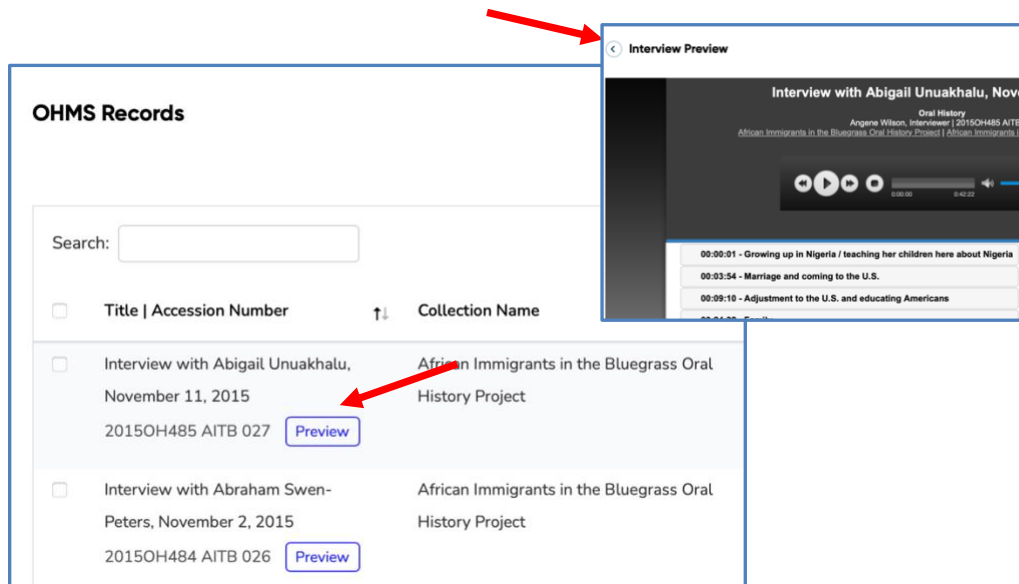 Interview Preview
Interview with Abigail Unuakhalu, Nov
Oral History
Angene Wilson, Interviewer | 2015OH485 AITB
African Immigrants in the Bluegrass Oral History Project | African Immigrants
0:00:00 0:42:22
00:00:01 - Growing up in Nigeria / teaching her children here about Nigeria
00:03:54 - Marriage and coming to the U.S.
00:09:10 - Adjustment to the U.S. and educating Americans
OHMS Records
Search:
Title | Accession Number Collection Name
Interview with Abigail Unuakhalu, African Immigrants in the Bluegrass Oral
November 11, 2015 History Project
2015OH485 AITB 027 Preview
Interview with Abraham Swen- African Immigrants in the Bluegrass Oral
Peters, November 2, 2015 History Project
2015OH484 AITB 026 Preview